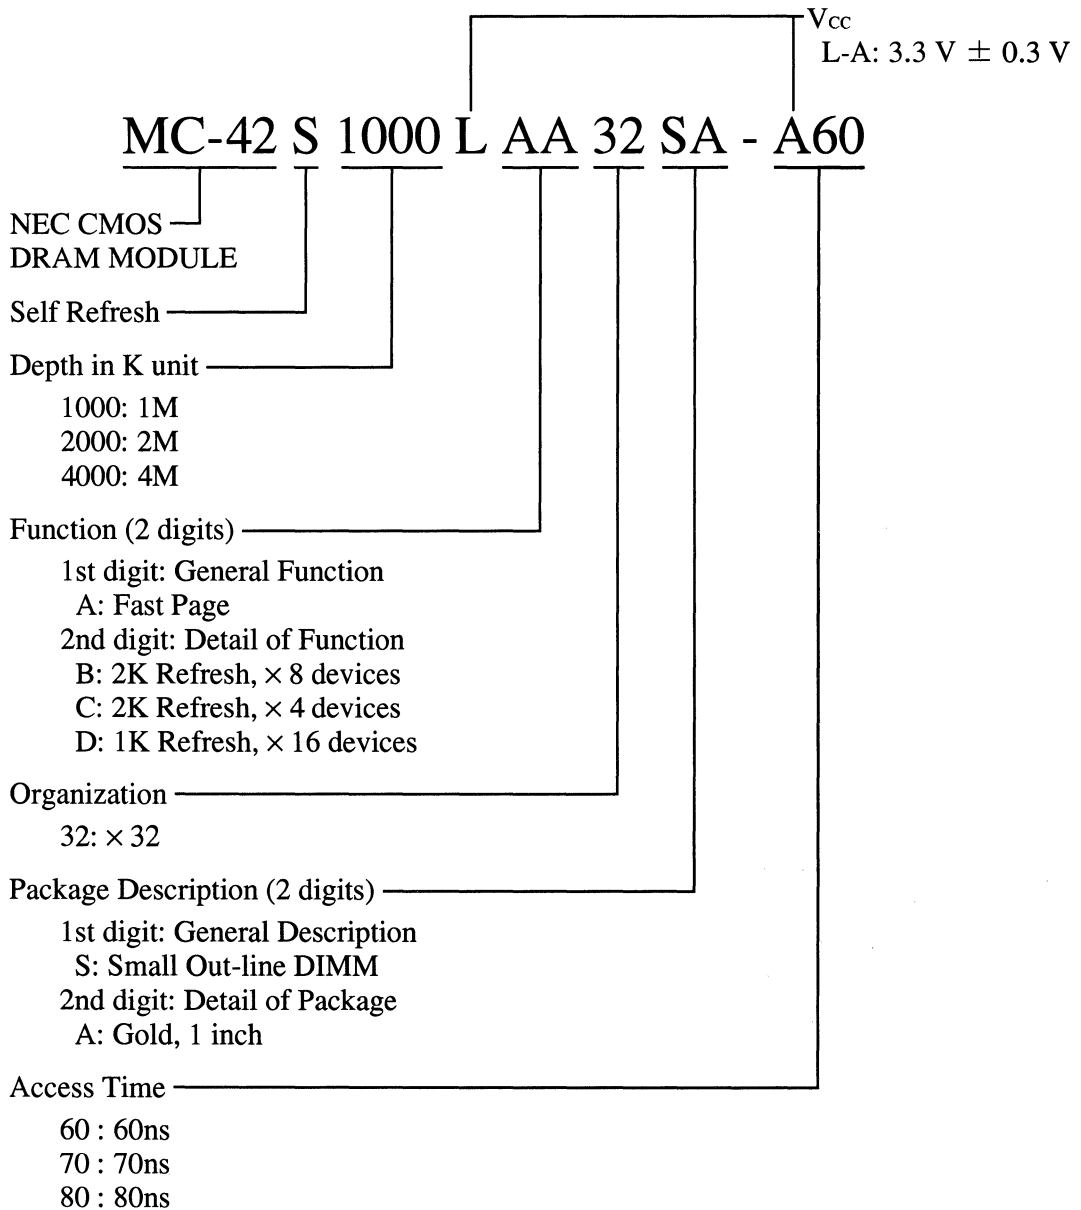 Vcc
L-A: 3.3 V ± 0.3 V
MC-42 S 1000 L AA 32 SA - A60
NEC CMOS
DRAM MODULE
Self Refresh
Depth in K unit
1000: 1M
2000: 2M
4000: 4M
Function (2 digits)
1st digit: General Function
A: Fast Page
2nd digit: Detail of Function
B: 2K Refresh, × 8 devices
C: 2K Refresh, × 4 devices
D: 1K Refresh, × 16 devices
Organization
32: × 32
Package Description (2 digits)
1st digit: General Description
S: Small Out-line DIMM
2nd digit: Detail of Package
A: Gold, 1 inch
Access Time
60 : 60ns
70 : 70ns
80 : 80ns